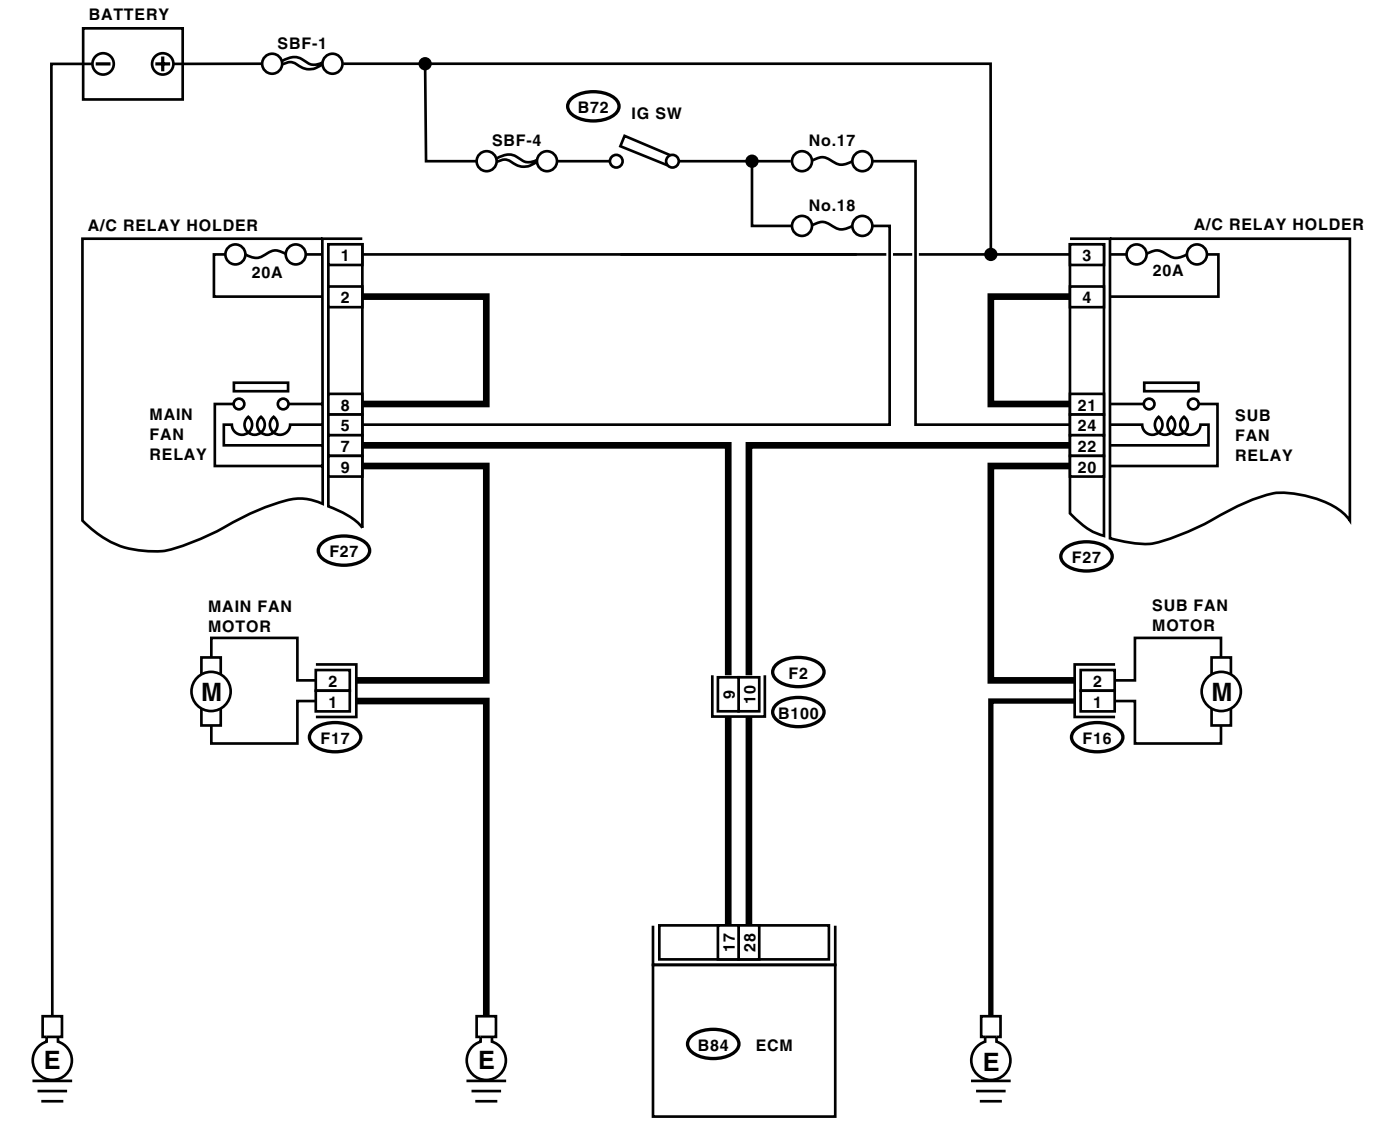 BATTERY
SBF-1
B72
IG SW
SBF-4
No.17
No.18
A/C RELAY HOLDER
A/C RELAY HOLDER
20A
1
2
3
4
20A
MAIN
FAN
RELAY
8
5
7
9
21
24
22
20
SUB
FAN
RELAY
F27
F27
MAIN FAN
MOTOR
M
2
1
F17
9
10
F2
B100
SUB FAN
MOTOR
2
1
M
F16
17
28
B84
ECM
E
E
E